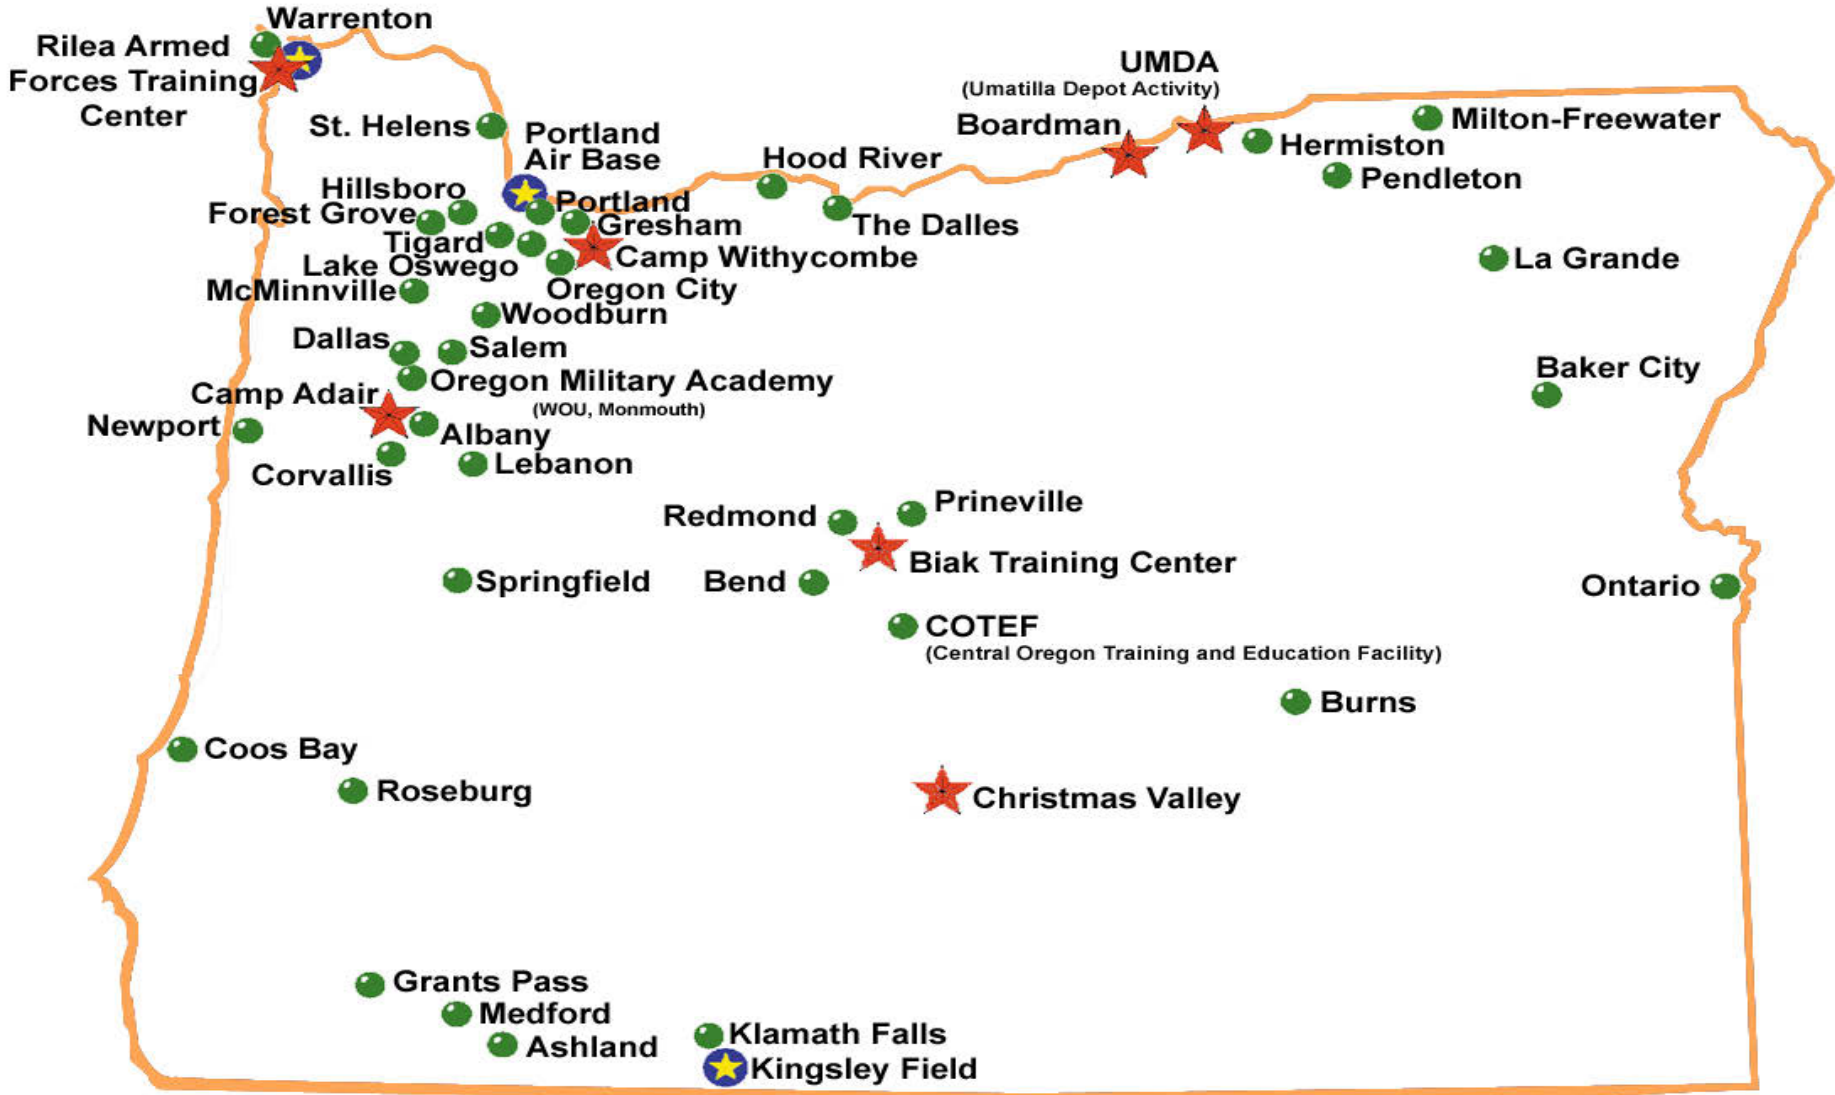 Warrenton
Rilea Armed
Forces Training
Center
UMDA
(Umatilla Depot Activity)
Boardman
Milton-Freewater
St. Helens
Portland
Air Base
Hood River
Hermiston
Pendleton
Hillsboro
Portland
Forest Grove
Gresham
The Dalles
Tigard
Camp Withycombe
La Grande
Lake Oswego
McMinnville
Oregon City
Woodburn
Dallas
Salem
Baker City
Oregon Military Academy
(WOU, Monmouth)
Camp Adair
Newport
Albany
Corvallis
Lebanon
Redmond
Prineville
Biak Training Center
Springfield
Bend
Ontario
COTEF
(Central Oregon Training and Education Facility)
Burns
Coos Bay
Roseburg
Christmas Valley
Grants Pass
Medford
Ashland
Klamath Falls
Kingsley Field